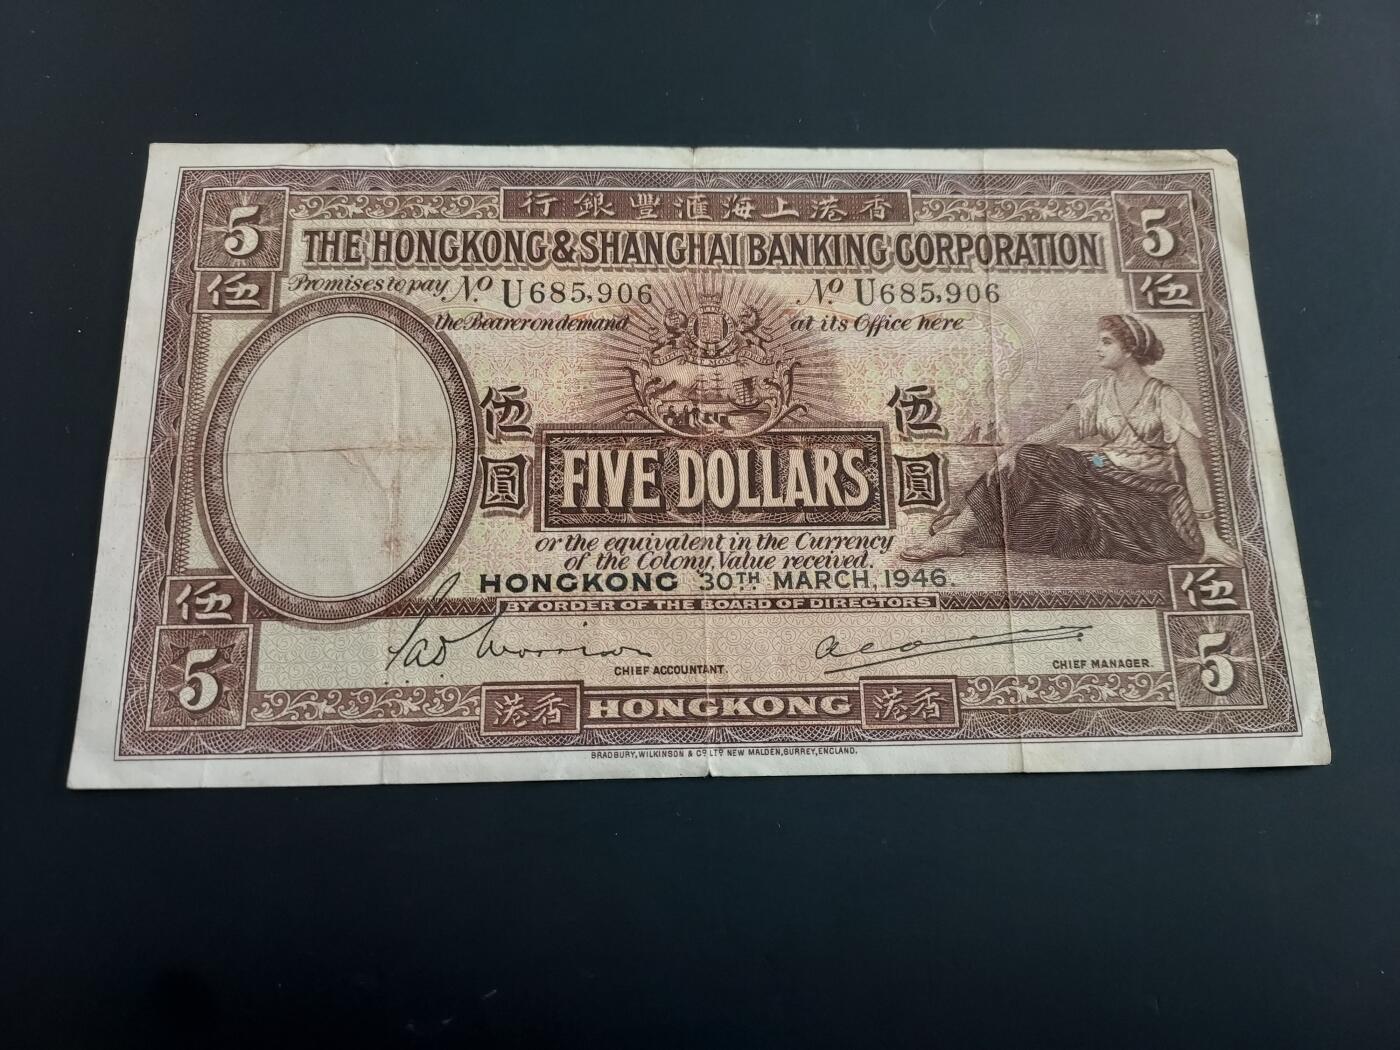 行銀豐滙海上港香
5 THE HONGKONG & SHANGHAI BANKING CORPORATION 5
伍 Promises to pay No U685,906 No U685,906 伍
the Bearer on demand at its Office here
伍圓 伍圓
FIVE DOLLARS
or the equivalent in the Currency
of the Colony, Value received.
HONGKONG 30TH MARCH, 1946.
伍 BY ORDER OF THE BOARD OF DIRECTORS 伍
5 5
CHIEF ACCOUNTANT. CHIEF MANAGER.
港香 HONGKONG 港香
BRADBURY, WILKINSON & Co LTD NEW MALDEN, SURREY, ENGLAND.